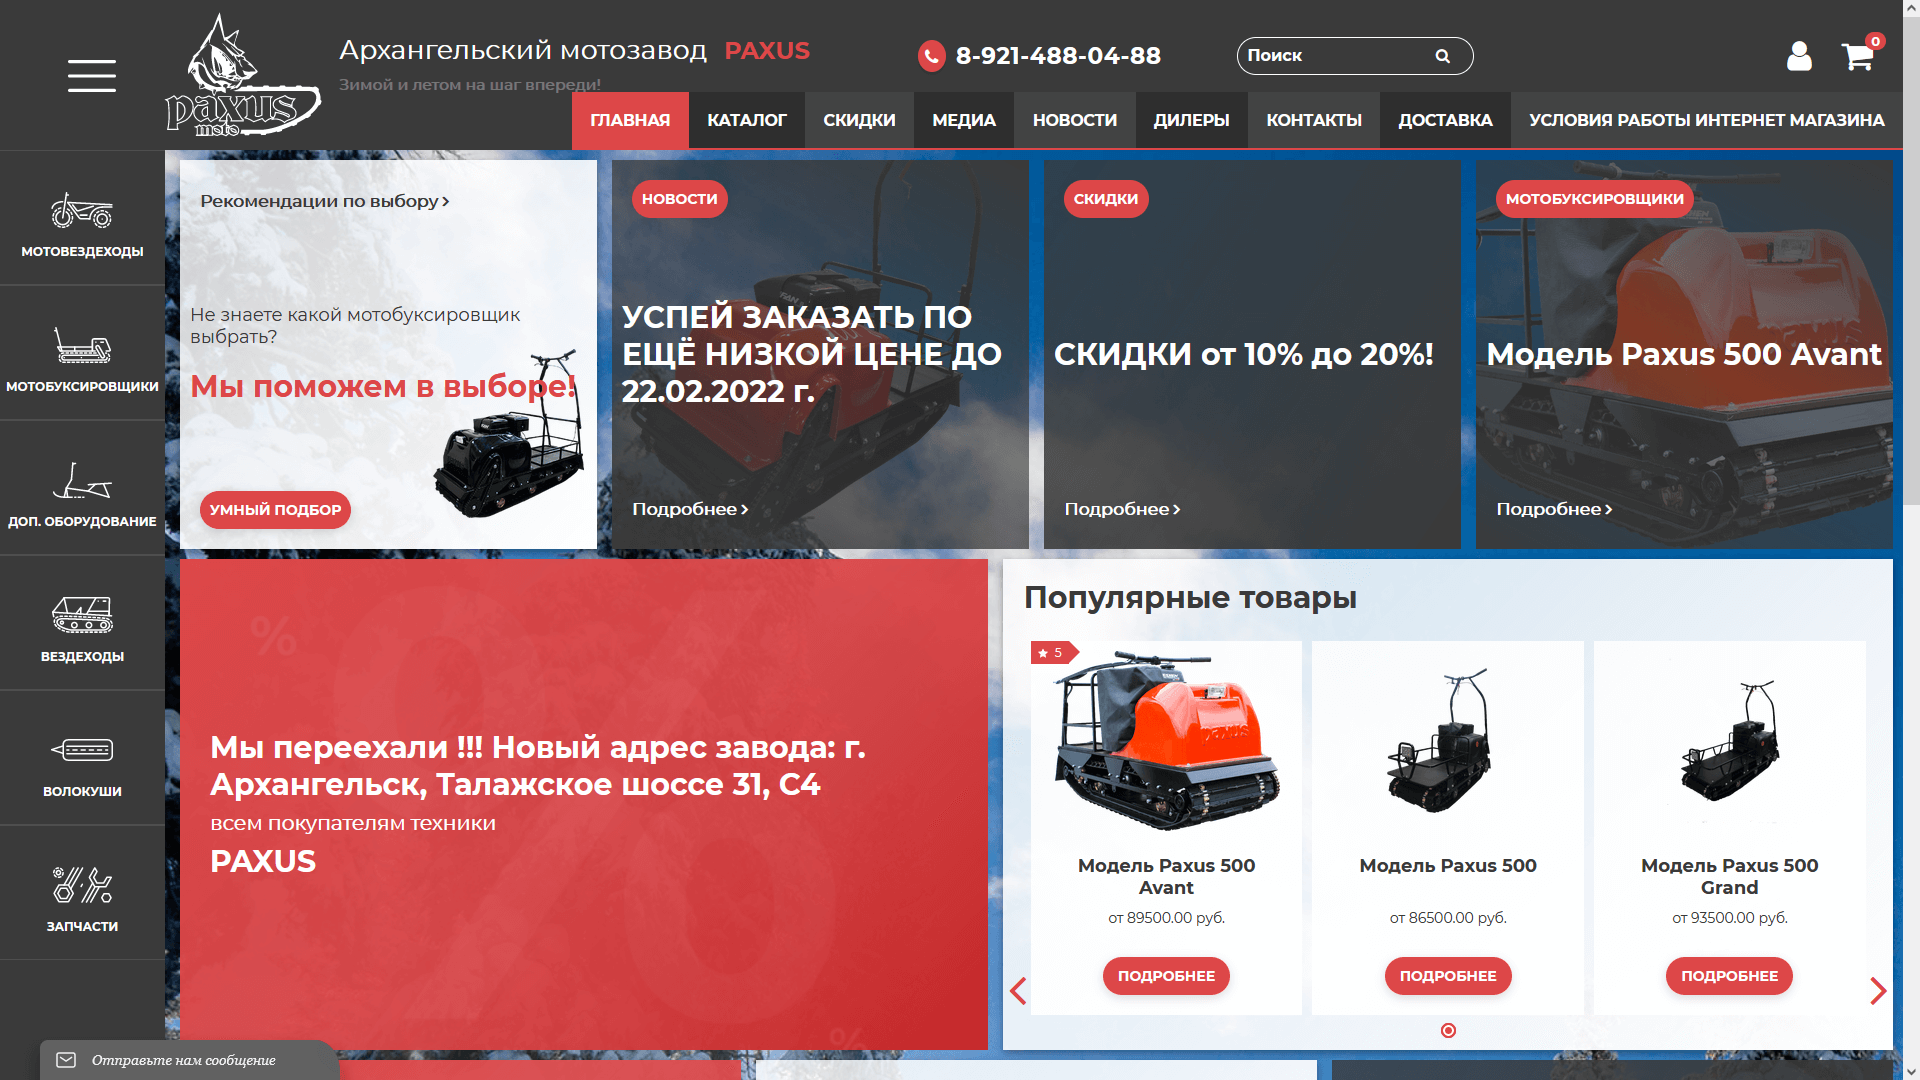 paxus
moto
Архангельский мотозавод PAXUS
Зимой и летом на шаг впереди!
8-921-488-04-88
Поиск
0
ГЛАВНАЯ
КАТАЛОГ
СКИДКИ
МЕДИА
НОВОСТИ
ДИЛЕРЫ
КОНТАКТЫ
ДОСТАВКА
УСЛОВИЯ РАБОТЫ ИНТЕРНЕТ МАГАЗИНА
МОТОВЕЗДЕХОДЫ
МОТОБУКСИРОВЩИКИ
ДОП. ОБОРУДОВАНИЕ
ВЕЗДЕХОДЫ
ВОЛОКУШИ
ЗАПЧАСТИ
Рекомендации по выбору
Не знаете какой мотобуксировщик
выбрать?
Мы поможем в выборе!
УМНЫЙ ПОДБОР
НОВОСТИ
УСПЕЙ ЗАКАЗАТЬ ПО
ЕЩЁ НИЗКОЙ ЦЕНЕ ДО
22.02.2022 г.
Подробнее
СКИДКИ
СКИДКИ от 10% до 20%!
Подробнее
МОТОБУКСИРОВЩИКИ
Модель Paxus 500 Avant
Подробнее
Мы переехали !!! Новый адрес завода: г.
Архангельск, Талажское шоссе 31, С4
всем покупателям техники
PAXUS
Популярные товары
5
PAXUS
Модель Paxus 500
Avant
от 89500.00 руб.
ПОДРОБНЕЕ
Модель Paxus 500
от 86500.00 руб.
ПОДРОБНЕЕ
Модель Paxus 500
Grand
от 93500.00 руб.
ПОДРОБНЕЕ
Отправьте нам сообщение